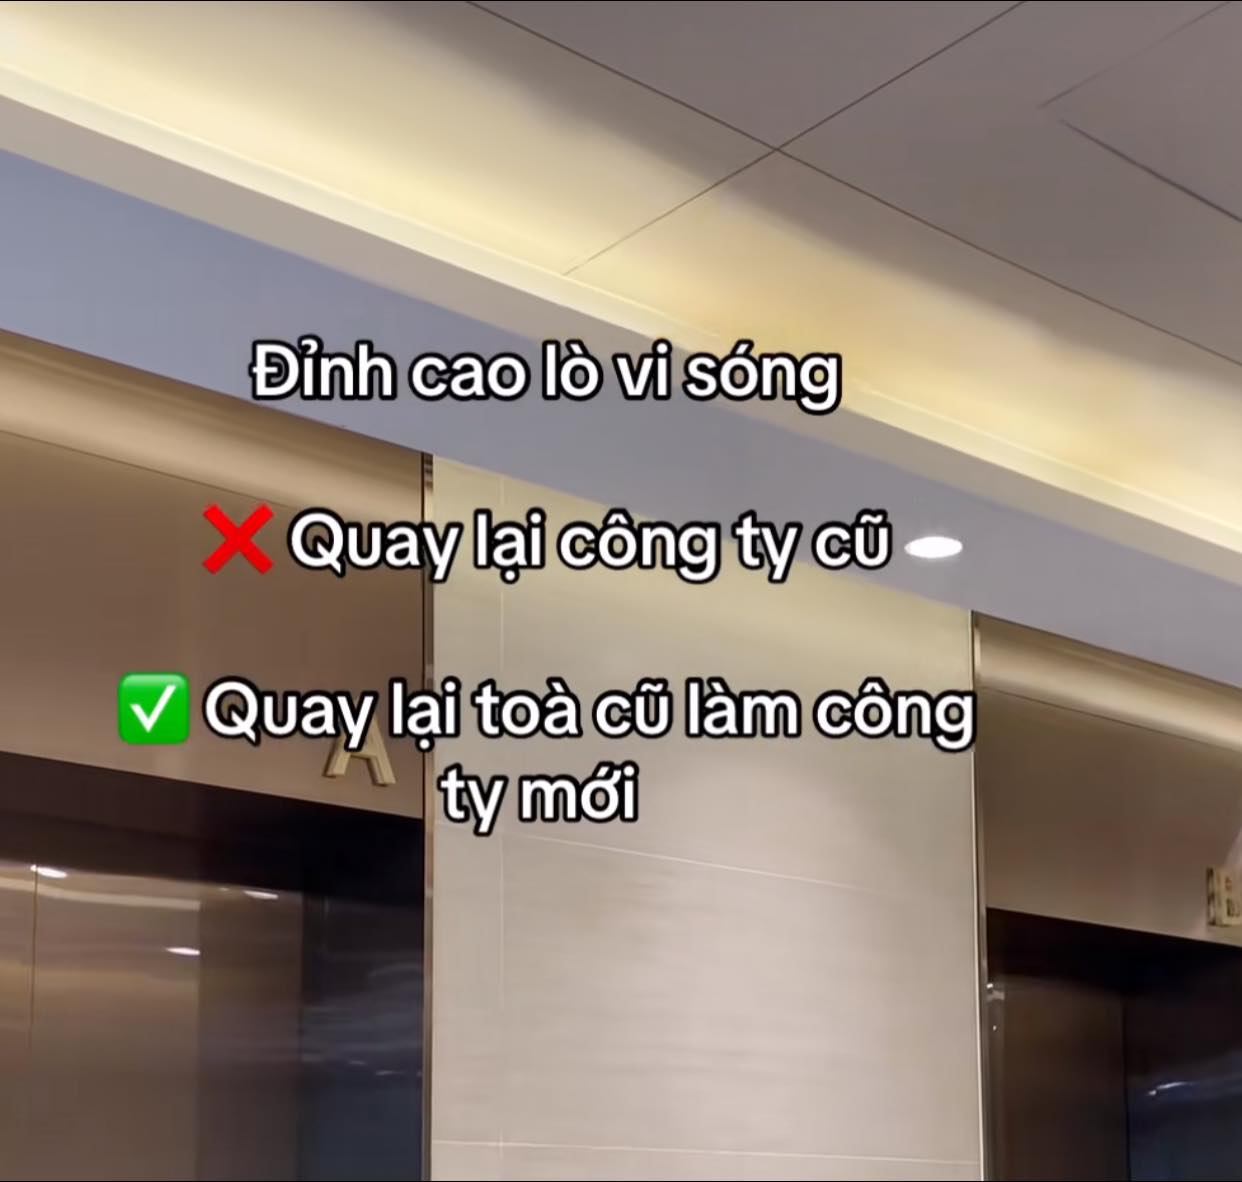 Đỉnh cao lò vi sóng
❌ Quay lại công ty cũ
✅ Quay lại toà cũ làm công
ty mới
A